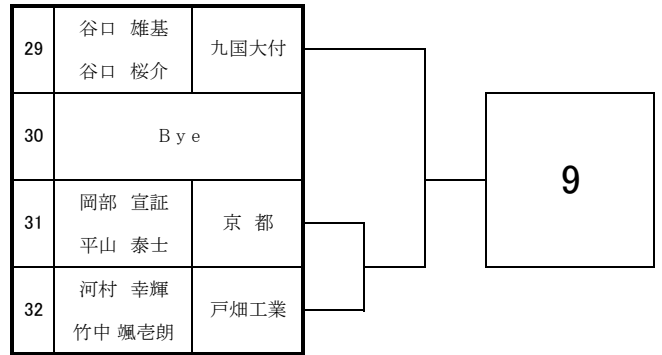 29
谷口 雄基
谷口 桜介
九国大付
30
Bye
31
岡部 宣証
平山 泰士
京 都
32
河村 幸輝
竹中 颯壱朗
戸畑工業
9